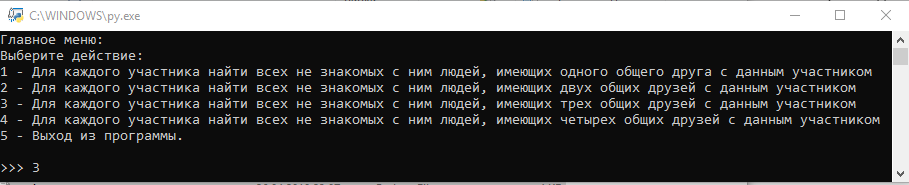 C:\WINDOWS\py.exe
Главное меню:
Выберите действие:
1 - Для каждого участника найти всех не знакомых с ним людей, имеющих одного общего друга с данным участником
2 - Для каждого участника найти всех не знакомых с ним людей, имеющих двух общих друзей с данным участником
3 - Для каждого участника найти всех не знакомых с ним людей, имеющих трех общих друзей с данным участником
4 - Для каждого участника найти всех не знакомых с ним людей, имеющих четырех общих друзей с данным участником
5 - Выход из программы.
>>> 3